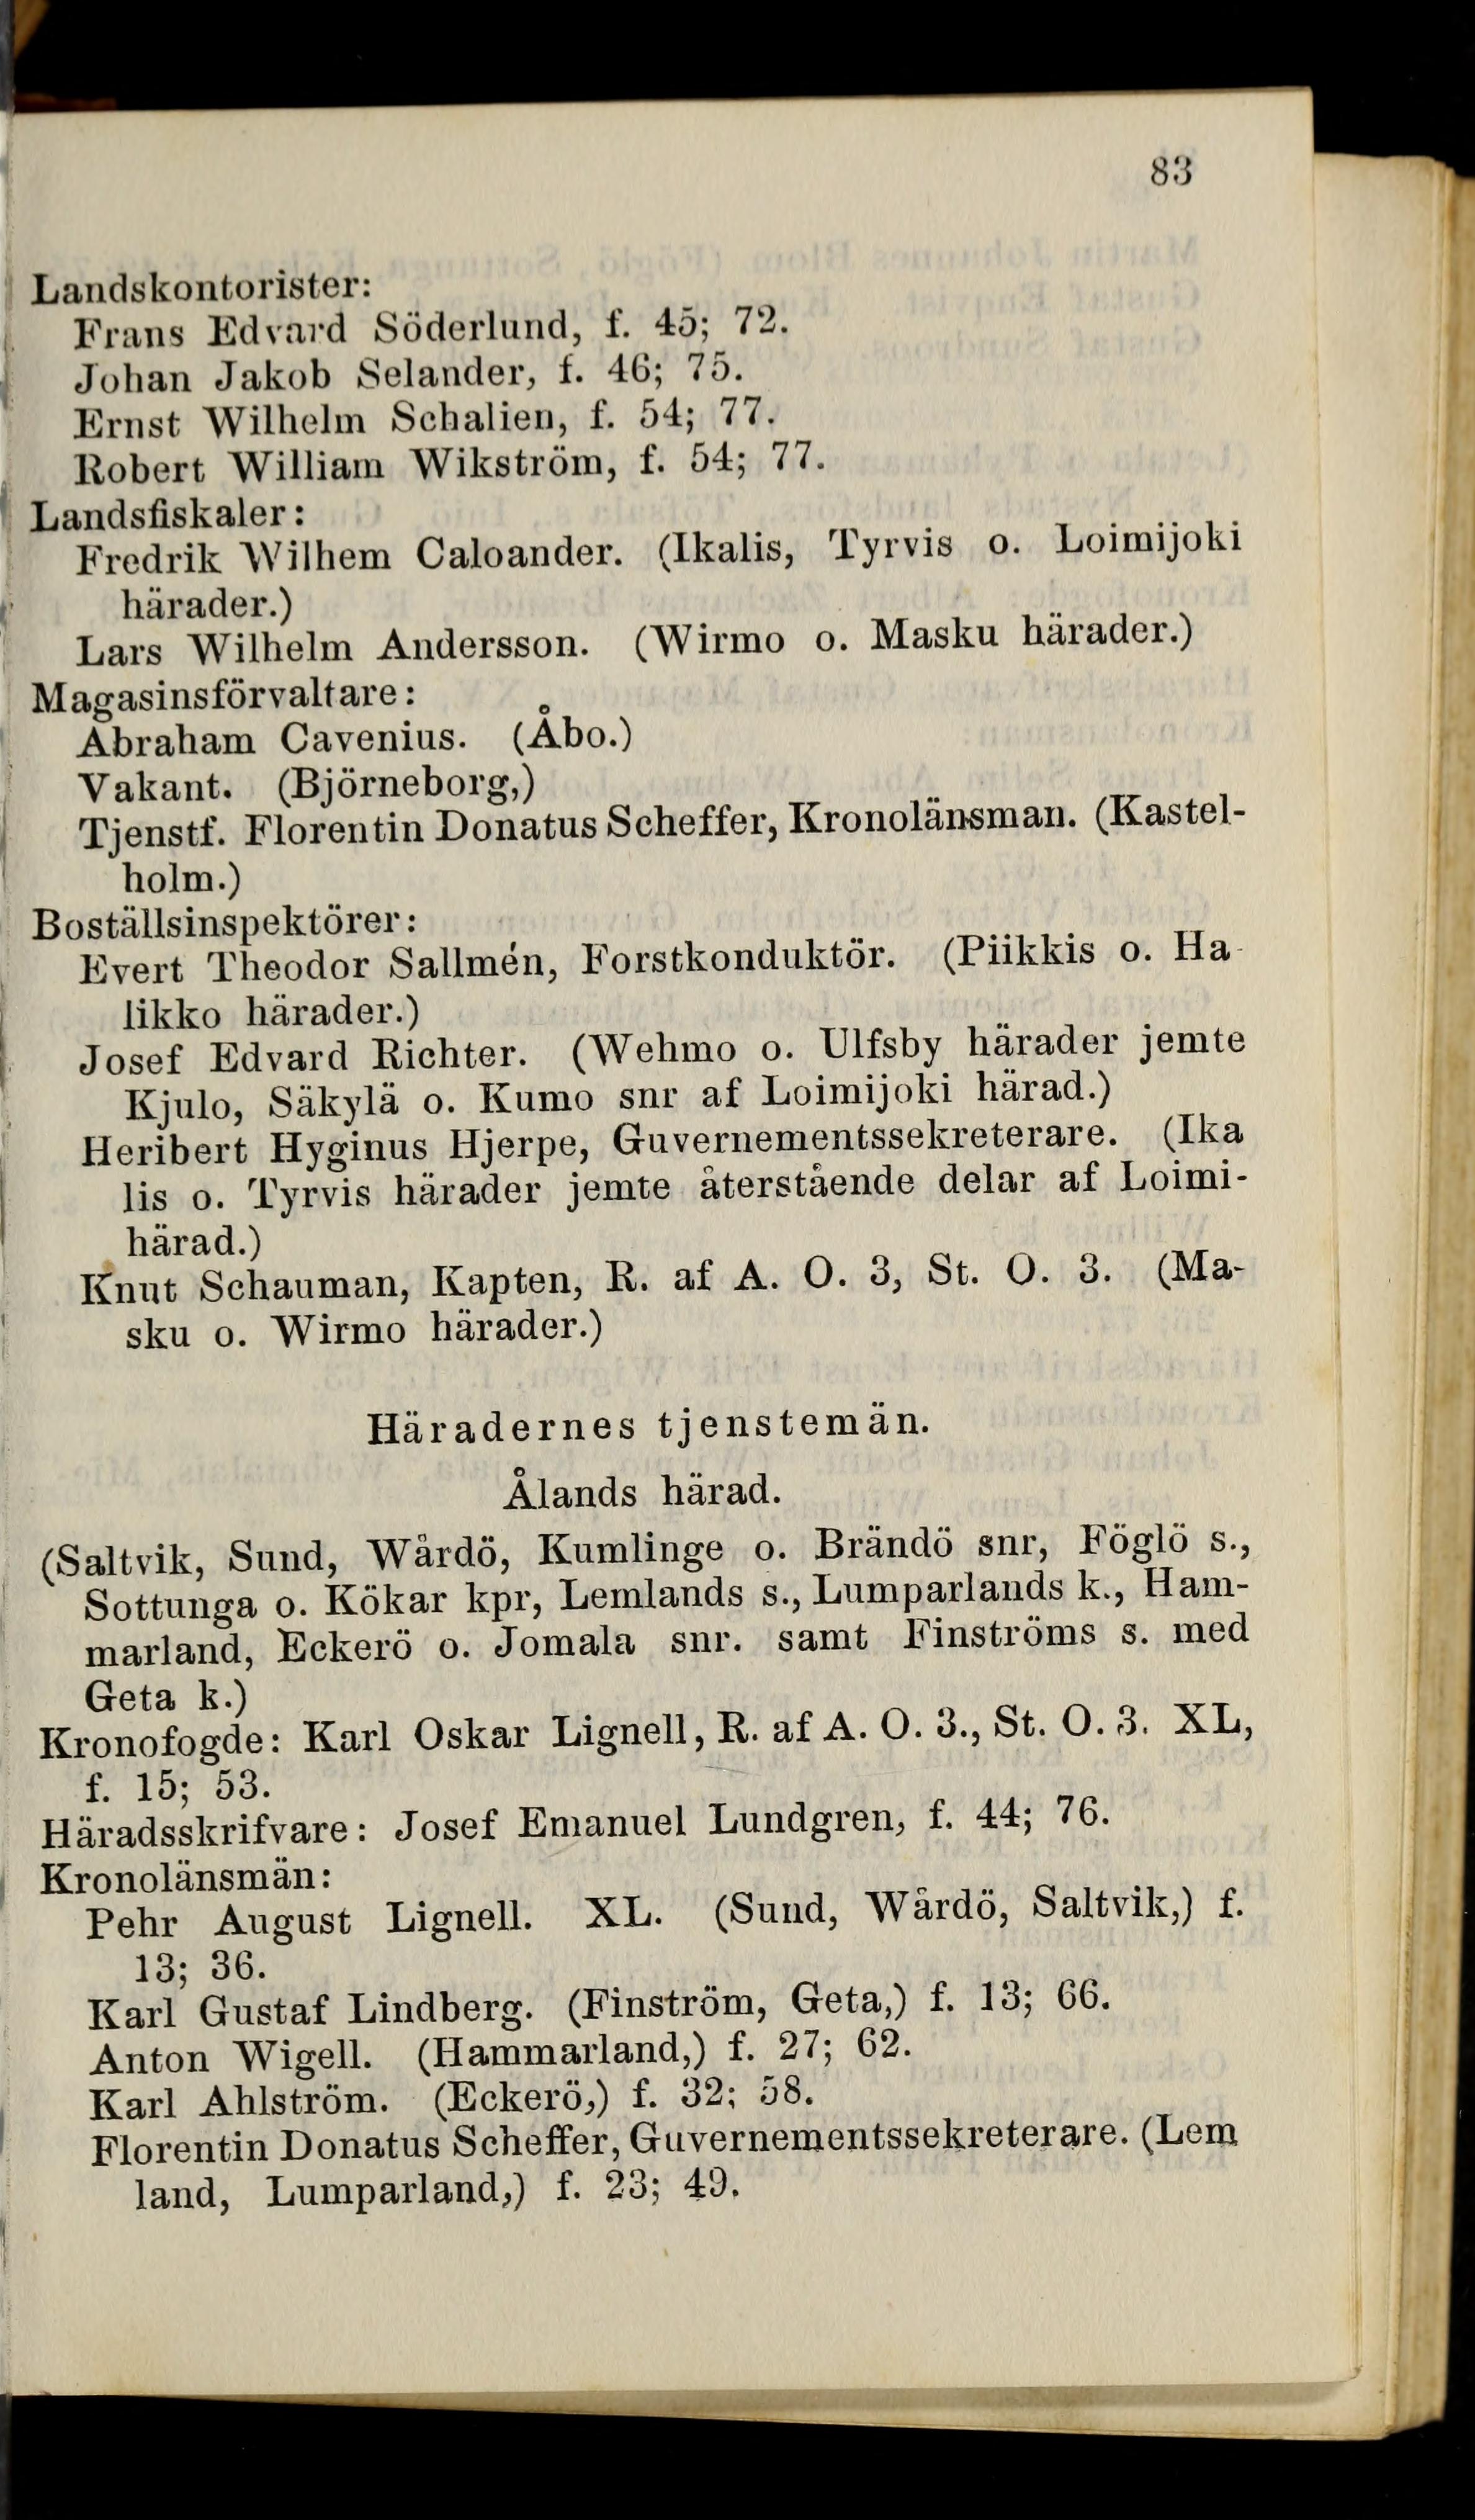 83
Landskontorister:
Frans Edvard Söderlund, f. 45; 72.
Johan Jakob Selander, f. 46; 75.
Ernst Wilhelm Schalien, f. 54; 77.
Robert William Wikström, f. 54; 77.
Landsfiskaler:
Fredrik Wilhem Caloander. (Ikalis, Tyrvis o. Loimijoki
härader.)
Lars Wilhelm Andersson. (Wirmo o. Masku härader.)
Magasinsförvaltare:
Abraham Cavenius. (Åbo.)
Vakant. (Björneborg,)
Tjenstf. Florentin Donatus Scheffer, Kronolänsman. (Kastel-
holm.)
Boställsinspektörer:
Evert Theodor Sallmén, Forstkonduktör. (Piikkis o. Ha-
likko härader.)
Josef Edvard Richter. (Wehmo o. Ulfsby härader jemte
Kjulo, Säkylä o. Kumo snr af Loimijoki härad.)
Heribert Hyginus Hjerpe, Guvernementssekreterare. (Ika
lis o. Tyrvis härader jemte återstående delar af Loimi-
härad.)
Knut Schauman, Kapten, R. af A. O. 3, St. O. 3. (Ma-
sku o. Wirmo härader.)
Häradernes tjenstemän.
Ålands härad.
(Saltvik, Sund, Wårdö, Kumlinge o. Brändö snr, Föglö s.,
Sottunga o. Kökar kpr, Lemlands s., Lumparlands k., Ham-
marland, Eckerö o. Jomala snr. samt Finströms s. med
Geta k.)
Kronofogde: Karl Oskar Lignell, R. af A. O. 3., St. O. 3. XL,
f. 15; 53.
Häradsskrifvare: Josef Emanuel Lundgren, f. 44; 76.
Kronolänsmän:
Pehr August Lignell. XL. (Sund, Wårdö, Saltvik,) f.
13; 36.
Karl Gustaf Lindberg. (Finström, Geta,) f. 13; 66.
Anton Wigell. (Hammarland,) f. 27; 62.
Karl Ahlström. (Eckerö,) f. 32; 58.
Florentin Donatus Scheffer, Guvernementssekreterare. (Lem
land, Lumparland,) f. 23; 49.